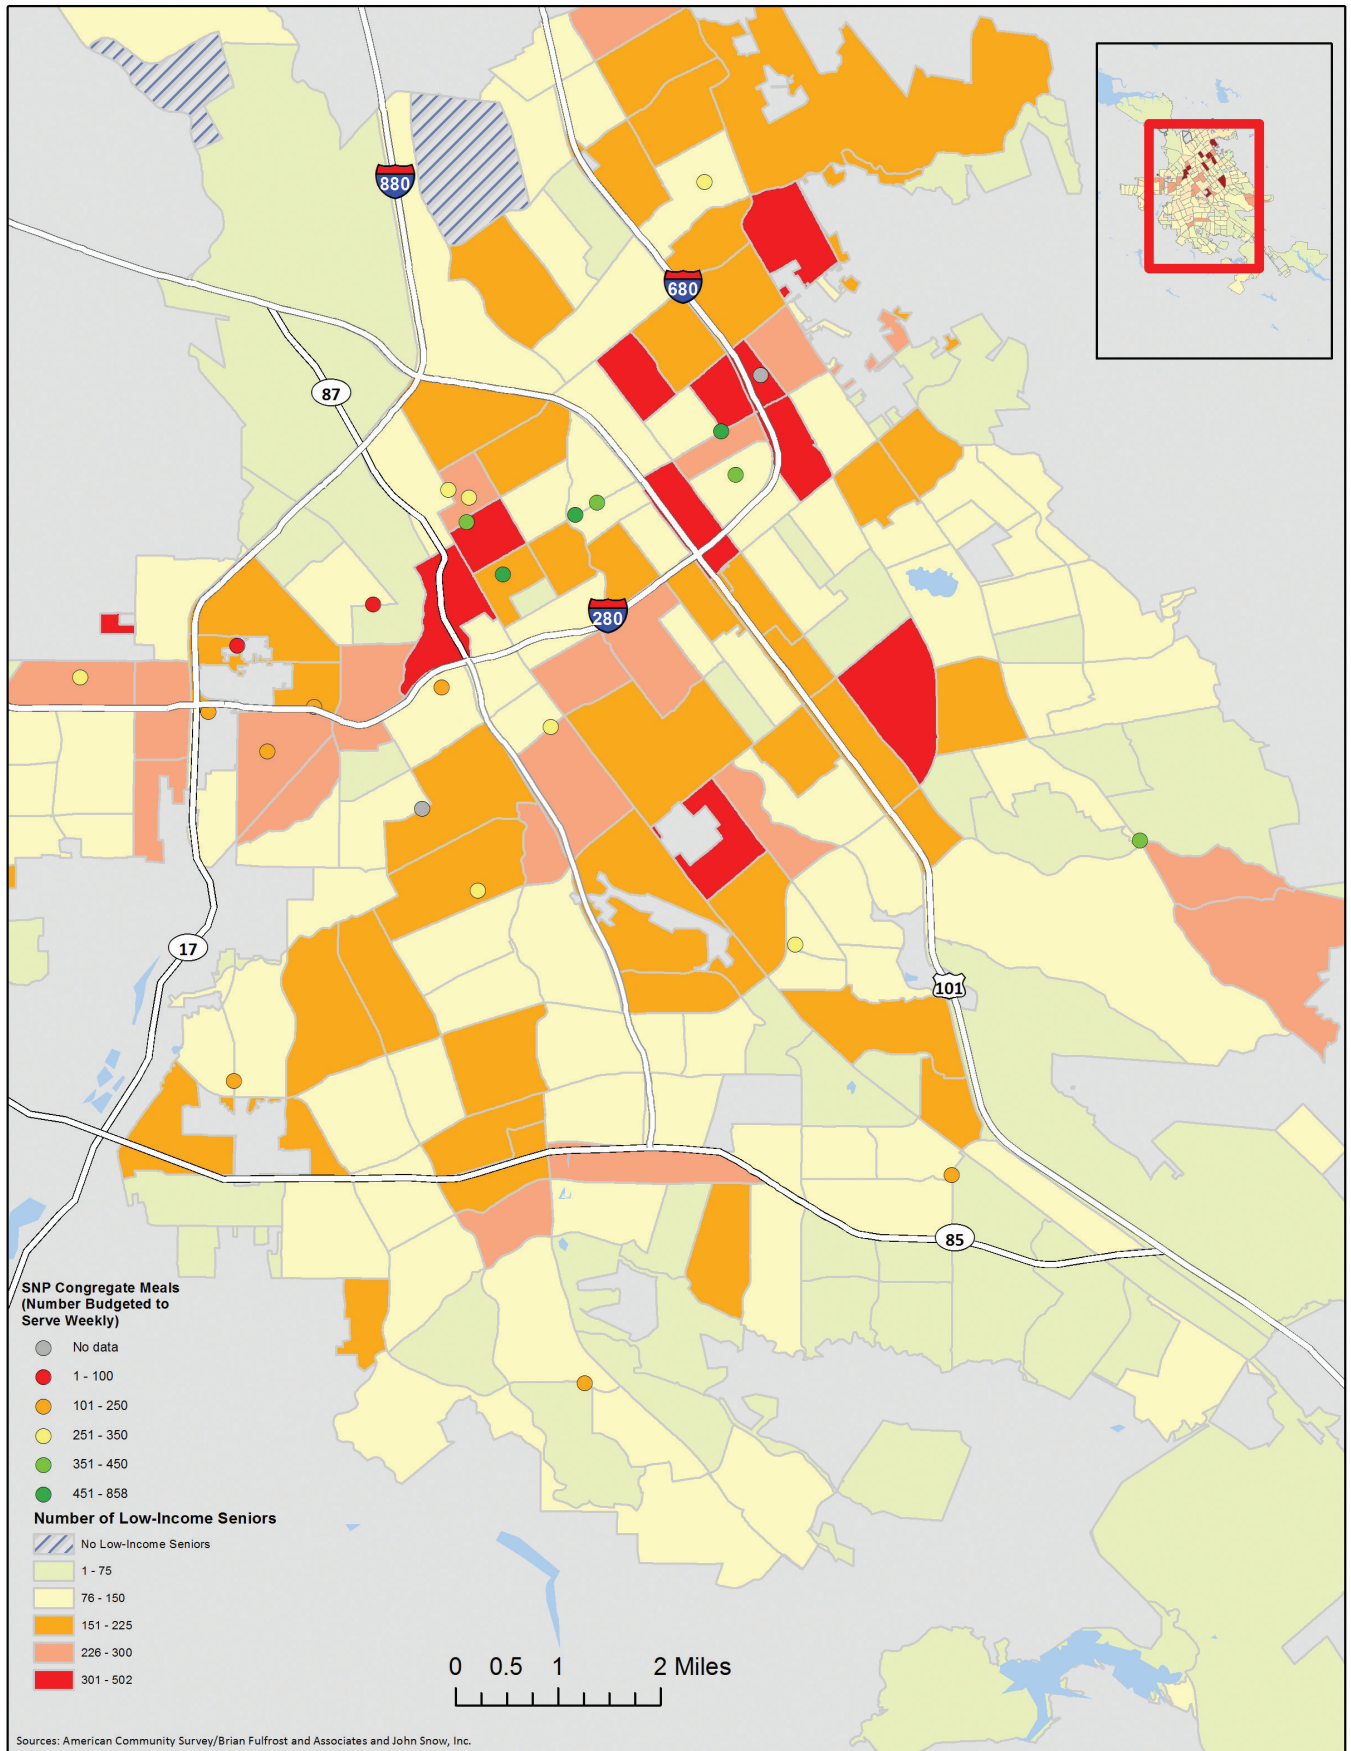 880
680
87
280
17
101
85
SNP Congregate Meals
(Number Budgeted to
Serve Weekly)
No data
1 - 100
101 - 250
251 - 350
351 - 450
451 - 858
Number of Low-Income Seniors
No Low-Income Seniors
1 - 75
76 - 150
151 - 225
226 - 300
301 - 502
0 0.5 1 2 Miles
Sources: American Community Survey/Brian Fulfrost and Associates and John Snow, Inc.